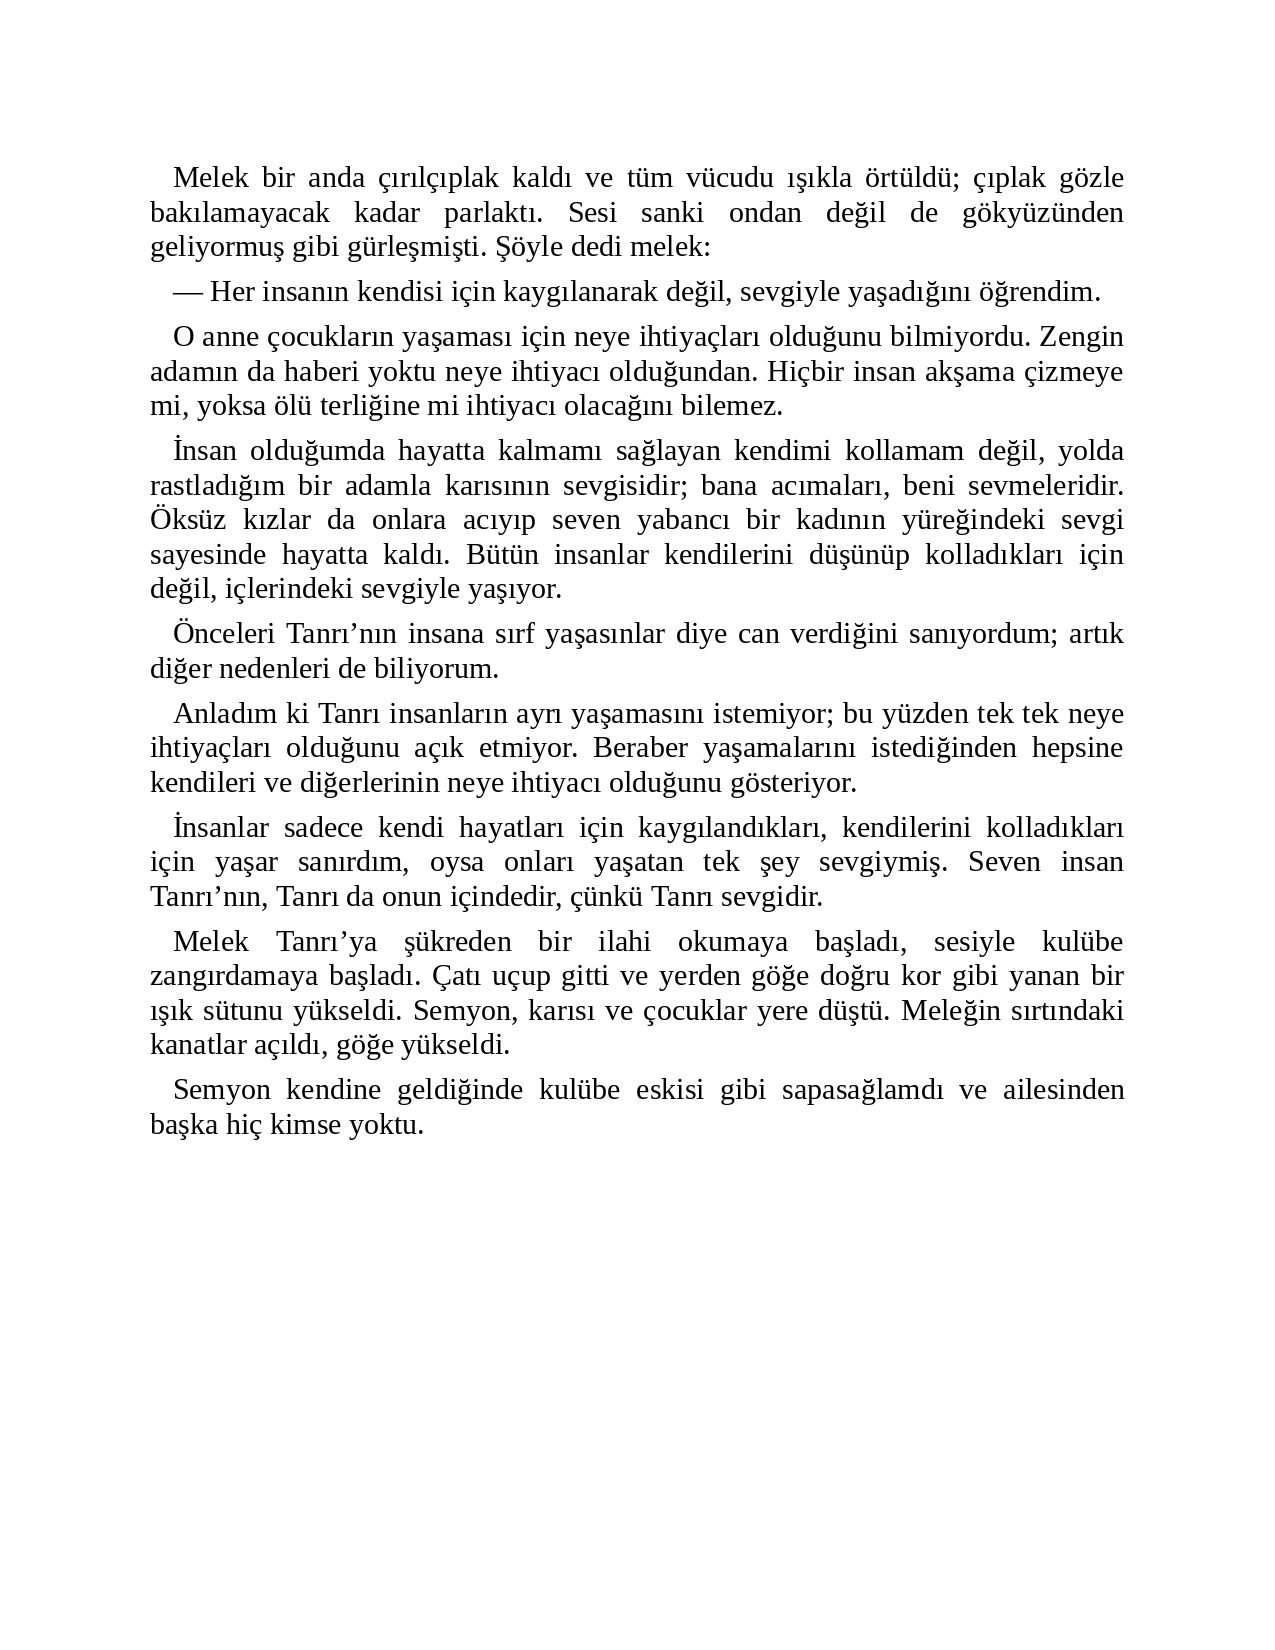 Melek bir anda çırılçıplak kaldı ve tüm vücudu ışıkla örtüldü; çıplak gözle
bakılamayacak kadar parlaktı. Sesi sanki ondan değil de gökyüzünden
geliyormuş gibi gürleşmişti. Şöyle dedi melek:
— Her insanın kendisi için kaygılanarak değil, sevgiyle yaşadığını öğrendim.
O anne çocukların yaşaması için neye ihtiyaçları olduğunu bilmiyordu. Zengin
adamın da haberi yoktu neye ihtiyacı olduğundan. Hiçbir insan akşama çizmeye
mi, yoksa ölü terliğine mi ihtiyacı olacağını bilemez.
İnsan olduğumda hayatta kalmamı sağlayan kendimi kollamam değil, yolda
rastladığım bir adamla karısının sevgisidir; bana acımaları, beni sevmeleridir.
Öksüz kızlar da onlara acıyıp seven yabancı bir kadının yüreğindeki sevgi
sayesinde hayatta kaldı. Bütün insanlar kendilerini düşünüp kolladıkları için
değil, içlerindeki sevgiyle yaşıyor.
Önceleri Tanrı’nın insana sırf yaşasınlar diye can verdiğini sanıyordum; artık
diğer nedenleri de biliyorum.
Anladım ki Tanrı insanların ayrı yaşamasını istemiyor; bu yüzden tek tek neye
ihtiyaçları olduğunu açık etmiyor. Beraber yaşamalarını istediğinden hepsine
kendileri ve diğerlerinin neye ihtiyacı olduğunu gösteriyor.
İnsanlar sadece kendi hayatları için kaygılandıkları, kendilerini kolladıkları
için yaşar sanırdım, oysa onları yaşatan tek şey sevgiymiş. Seven insan
Tanrı’nın, Tanrı da onun içindedir, çünkü Tanrı sevgidir.
Melek Tanrı’ya şükreden bir ilahi okumaya başladı, sesiyle kulübe
zangırdamaya başladı. Çatı uçup gitti ve yerden göğe doğru kor gibi yanan bir
ışık sütunu yükseldi. Semyon, karısı ve çocuklar yere düştü. Meleğin sırtındaki
kanatlar açıldı, göğe yükseldi.
Semyon kendine geldiğinde kulübe eskisi gibi sapasağlamdı ve ailesinden
başka hiç kimse yoktu.